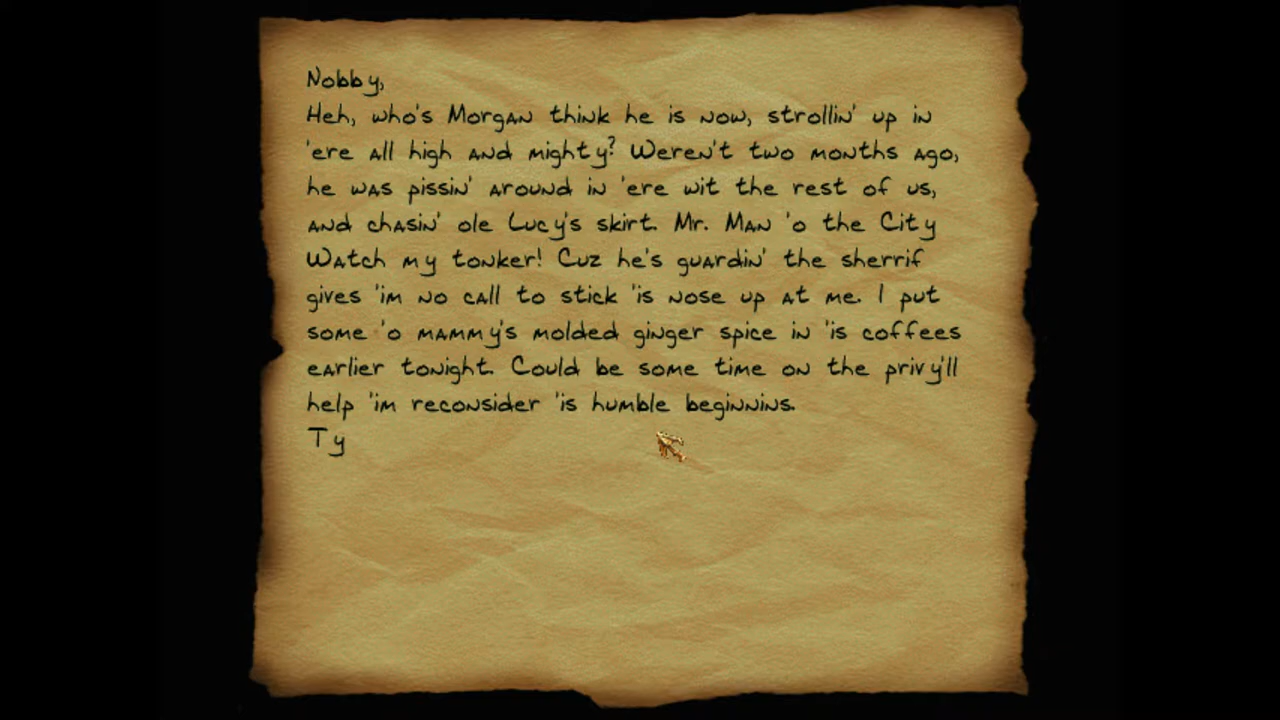 Nobby,
Heh, who's Morgan think he is now, strollin' up in
'ere all high and mighty? Weren't two months ago,
he was pissin' around in 'ere wit the rest of us,
and chasin' ole Lucy's skirt. Mr. Man 'o the City
Watch my tonker! Cuz he's guardin' the sherrif
gives 'im no call to stick 'is nose up at me. I put
some 'o mammy's molded ginger spice in 'is coffees
earlier tonight. Could be some time on the privy'll
help 'im reconsider 'is humble beginnins.
Ty